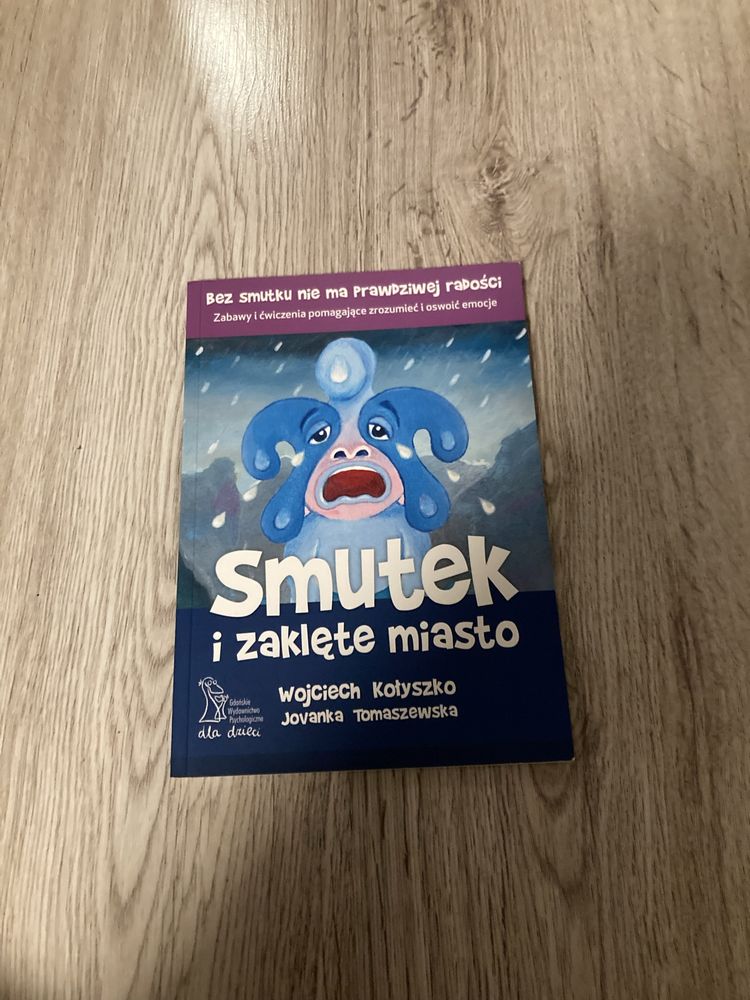 Bez smutku nie ma prawdziwej radości
Zabawy i ćwiczenia pomagające zrozumieć i oswoić emocje
Smutek
i zaklęte miasto
Wojciech Kołyszko
Jovanka Tomaszewska
Gdańskie
Wydawnictwo
Psychologiczne
dla dzieci